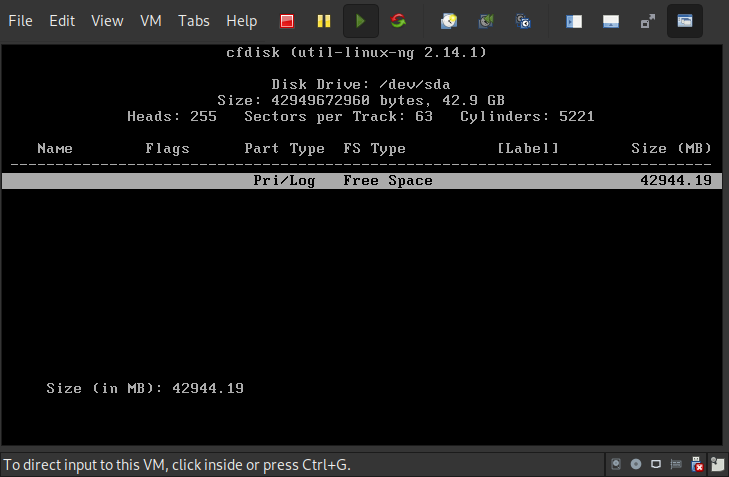 File Edit View VM Tabs Help
cfdisk (util-linux-ng 2.14.1)
Disk Drive: /dev/sda
Size: 42949672960 bytes, 42.9 GB
Heads: 255 Sectors per Track: 63 Cylinders: 5221
Name Flags Part Type FS Type [Label] Size (MB)
Pri/Log Free Space 42944.19
Size (in MB): 42944.19
To direct input to this VM, click inside or press Ctrl+G.